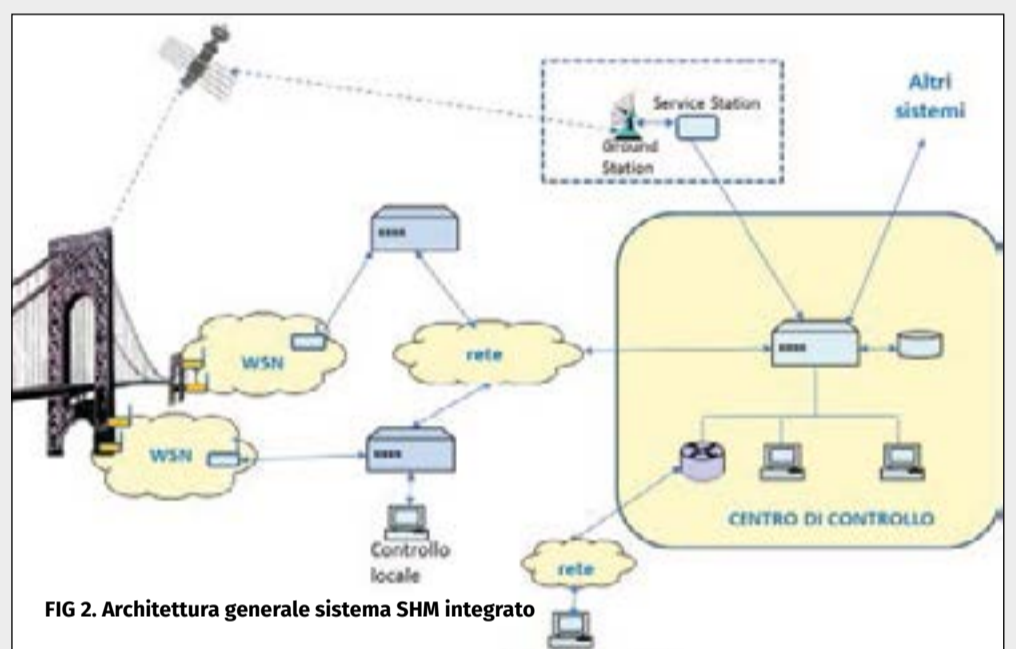 Altri
sistemi
Service Station
Ground
Station
WSN
rete
WSN
Controllo
locale
CENTRO DI CONTROLLO
rete
FIG 2. Architettura generale sistema SHM integrato